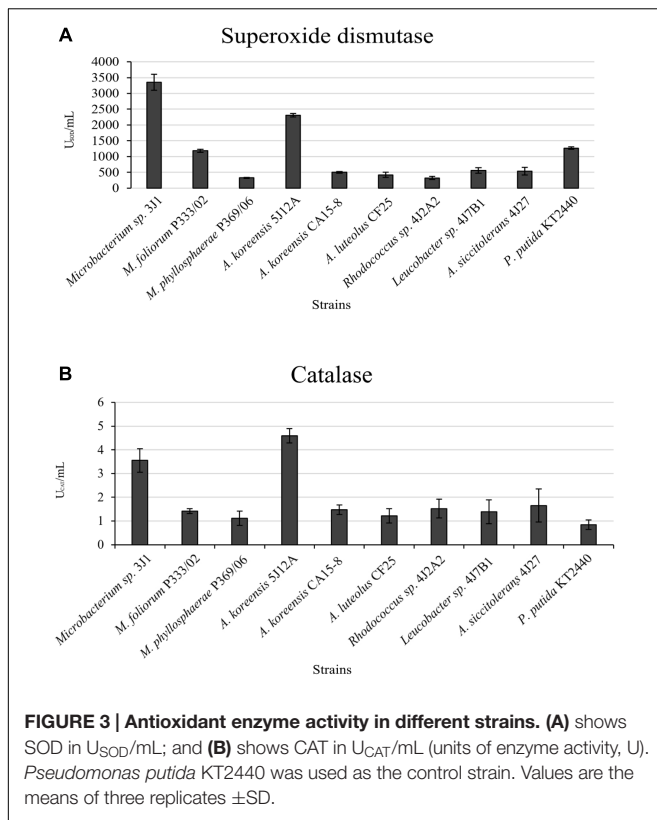 A
Superoxide dismutase
4000
3500
3000
2500
2000
1500
1000
500
0
U_SOD/mL
Microbacterium sp. 3J1
M. foliorum P333/02
M. phyllosphaerae P369/06
A. koreensis 5J12A
A. koreensis CA15-8
A. luteolus CF25
Rhodococcus sp. 4J2A2
Leucobacter sp. 4J7B1
A. siccitolerans 4J27
P. putida KT2440
Strains
B
Catalase
6
5
4
3
2
1
0
U_CAT/mL
Microbacterium sp. 3J1
M. foliorum P333/02
M. phyllosphaerae P369/06
A. koreensis 5J12A
A. koreensis CA15-8
A. luteolus CF25
Rhodococcus sp. 4J2A2
Leucobacter sp. 4J7B1
A. siccitolerans 4J27
P. putida KT2440
Strains
FIGURE 3 | Antioxidant enzyme activity in different strains. (A) shows
SOD in U_SOD/mL; and (B) shows CAT in U_CAT/mL (units of enzyme activity, U).
Pseudomonas putida KT2440 was used as the control strain. Values are the
means of three replicates ±SD.